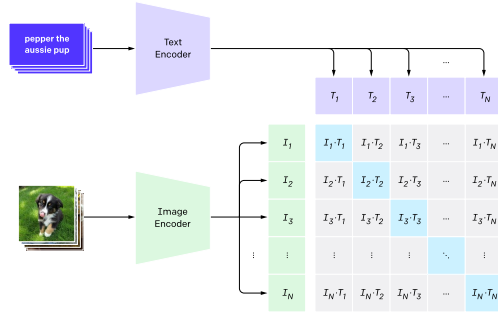 pepper the
aussie pup
Text
Encoder
...
T1 T2 T3 ... TN
I1 I1·T1 I1·T2 I1·T3 ... I1·TN
I2 I2·T1 I2·T2 I2·T3 ... I2·TN
I3 I3·T1 I3·T2 I3·T3 ... I3·TN
⋮ ⋮ ⋮ ⋮ ⋮ ⋱ ⋮
IN IN·T1 IN·T2 IN·T3 ... IN·TN
Image
Encoder